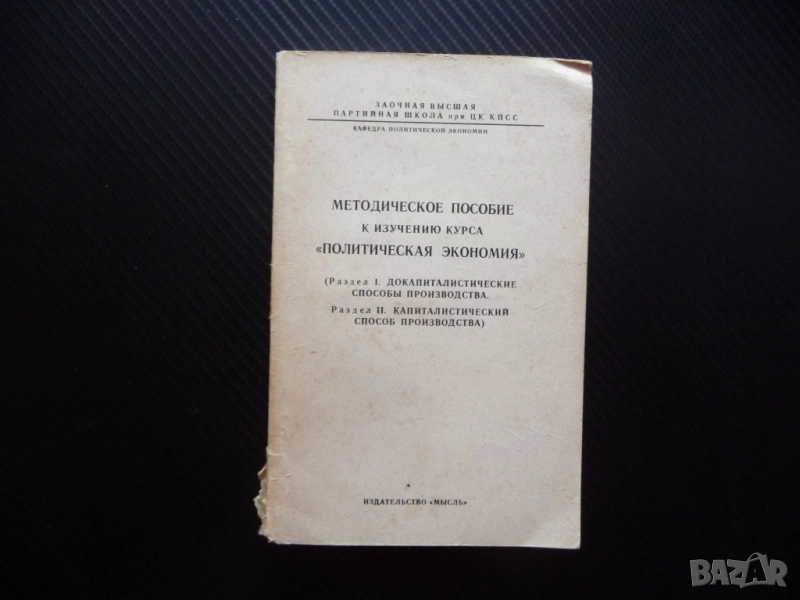 ЗАОЧНАЯ ВЫСШАЯ
ПАРТИЙНАЯ ШКОЛА при ЦК КПСС
КАФЕДРА ПОЛИТИЧЕСКОЙ ЭКОНОМИИ
МЕТОДИЧЕСКОЕ ПОСОБИЕ
К ИЗУЧЕНИЮ КУРСА
«ПОЛИТИЧЕСКАЯ ЭКОНОМИЯ»
(Раздел I. ДОКАПИТАЛИСТИЧЕСКИЕ
СПОСОБЫ ПРОИЗВОДСТВА.
Раздел II. КАПИТАЛИСТИЧЕСКИЙ
СПОСОБ ПРОИЗВОДСТВА)
ИЗДАТЕЛЬСТВО «МЫСЛЬ»
BAZAR